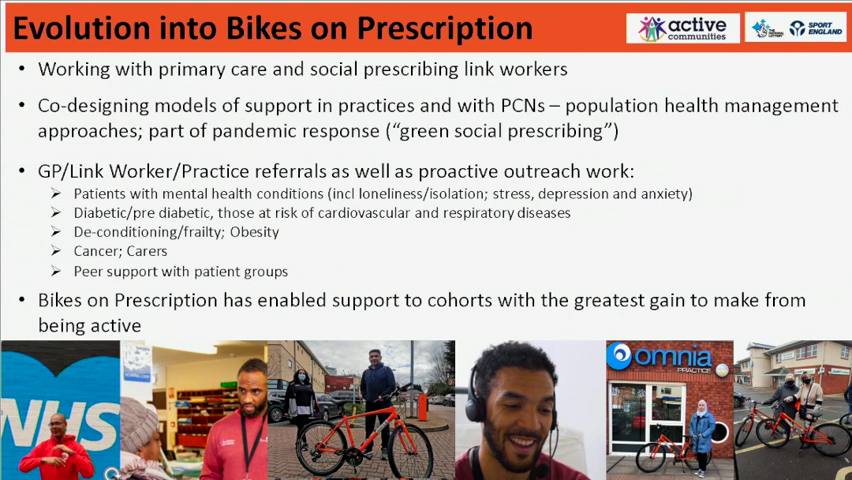 Evolution into Bikes on Prescription
active
communities
SPORT
ENGLAND
• Working with primary care and social prescribing link workers
• Co-designing models of support in practices and with PCNs – population health management
approaches; part of pandemic response (“green social prescribing”)
• GP/Link Worker/Practice referrals as well as proactive outreach work:
➢ Patients with mental health conditions (incl loneliness/isolation; stress, depression and anxiety)
➢ Diabetic/pre diabetic, those at risk of cardiovascular and respiratory diseases
➢ De-conditioning/frailty; Obesity
➢ Cancer; Carers
➢ Peer support with patient groups
• Bikes on Prescription has enabled support to cohorts with the greatest gain to make from
being active
NHS
omnia
PRACTICE